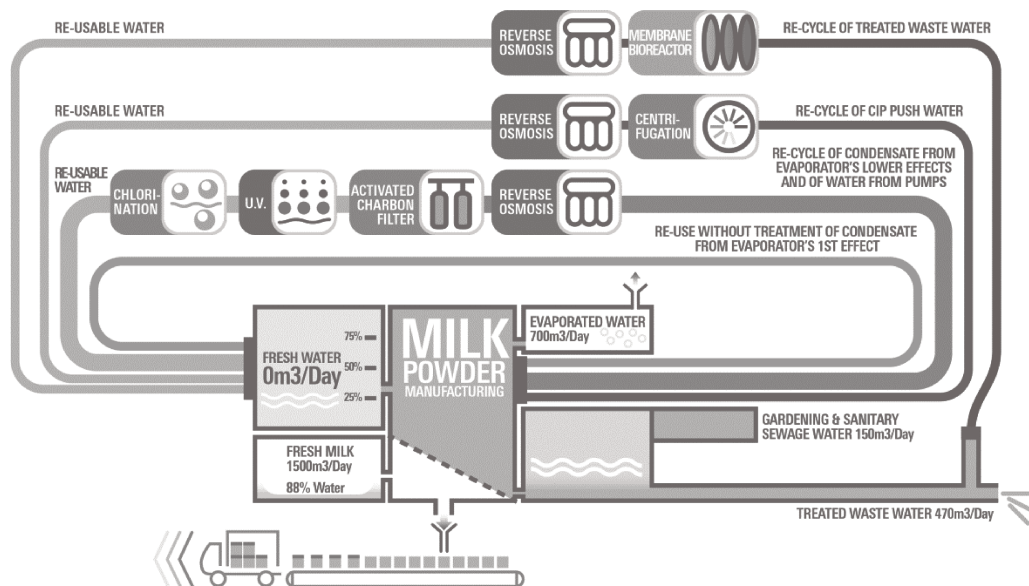 RE-USABLE WATER
REVERSE
OSMOSIS
MEMBRANE
BIOREACTOR
RE-CYCLE OF TREATED WASTE WATER
RE-USABLE WATER
REVERSE
OSMOSIS
CENTRI-
FUGATION
RE-CYCLE OF CIP PUSH WATER
RE-CYCLE OF CONDENSATE FROM
EVAPORATOR'S LOWER EFFECTS
AND OF WATER FROM PUMPS
RE-USABLE
WATER
CHLORI-
NATION
U.V.
ACTIVATED
CHARBON
FILTER
REVERSE
OSMOSIS
RE-USE WITHOUT TREATMENT OF CONDENSATE
FROM EVAPORATOR'S 1ST EFFECT
FRESH WATER
0m3/Day
75%
50%
25%
MILK
POWDER
MANUFACTURING
EVAPORATED WATER
700m3/Day
FRESH MILK
1500m3/Day
88% Water
GARDENING & SANITARY
SEWAGE WATER 150m3/Day
TREATED WASTE WATER 470m3/Day